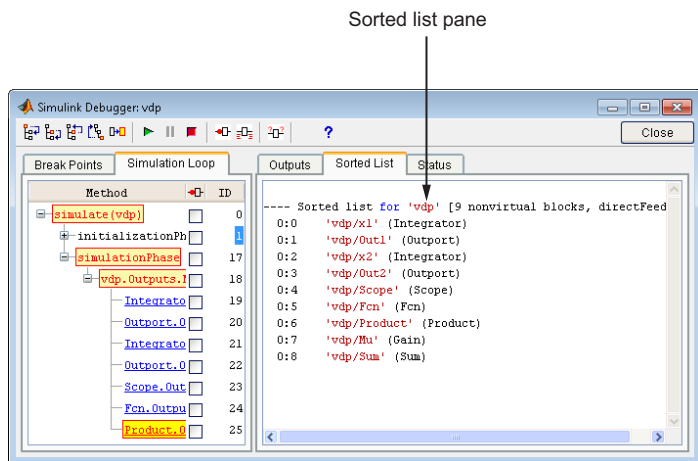 Sorted list pane
Simulink Debugger: vdp
Close
Break Points Simulation Loop
Method ID
simulate(vdp) 0
initializationPh 1
simulationPhase 17
vdp.Outputs. 18
Integrato 19
Outport.O 20
Integrato 21
Outport.O 22
Scope.Out 23
Fcn.Outpu 24
Product.O 25
Outputs Sorted List Status
---- Sorted list for 'vdp' [9 nonvirtual blocks, directFeed
0:0 'vdp/x1' (Integrator)
0:1 'vdp/Out1' (Outport)
0:2 'vdp/x2' (Integrator)
0:3 'vdp/Out2' (Outport)
0:4 'vdp/Scope' (Scope)
0:5 'vdp/Fcn' (Fcn)
0:6 'vdp/Product' (Product)
0:7 'vdp/Mu' (Gain)
0:8 'vdp/Sum' (Sum)